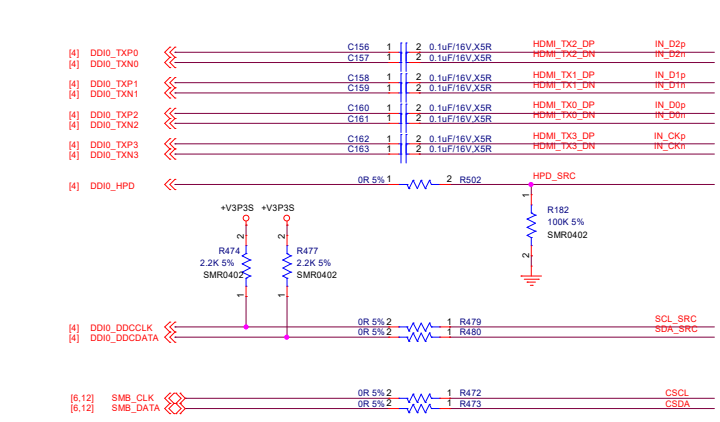 [4] DDI0_TXP0 C156 1 2 0.1uF/16V,X5R HDMI_TX2_DP IN_D2p
[4] DDI0_TXN0 C157 1 2 0.1uF/16V,X5R HDMI_TX2_DN IN_D2n
[4] DDI0_TXP1 C158 1 2 0.1uF/16V,X5R HDMI_TX1_DP IN_D1p
[4] DDI0_TXN1 C159 1 2 0.1uF/16V,X5R HDMI_TX1_DN IN_D1n
[4] DDI0_TXP2 C160 1 2 0.1uF/16V,X5R HDMI_TX0_DP IN_D0p
[4] DDI0_TXN2 C161 1 2 0.1uF/16V,X5R HDMI_TX0_DN IN_D0n
[4] DDI0_TXP3 C162 1 2 0.1uF/16V,X5R HDMI_TX3_DP IN_CKp
[4] DDI0_TXN3 C163 1 2 0.1uF/16V,X5R HDMI_TX3_DN IN_CKn
[4] DDI0_HPD 0R 5% 1 2 R502 HPD_SRC
1
R182
100K 5%
SMR0402
2
+V3P3S +V3P3S
2 2
R474 R477
2.2K 5% 2.2K 5%
SMR0402 SMR0402
1 1
[4] DDI0_DDCCLK 0R 5% 2 1 R479 SCL_SRC
[4] DDI0_DDCDATA 0R 5% 2 1 R480 SDA_SRC
[6,12] SMB_CLK 0R 5% 2 1 R472 CSCL
[6,12] SMB_DATA 0R 5% 2 1 R473 CSDA